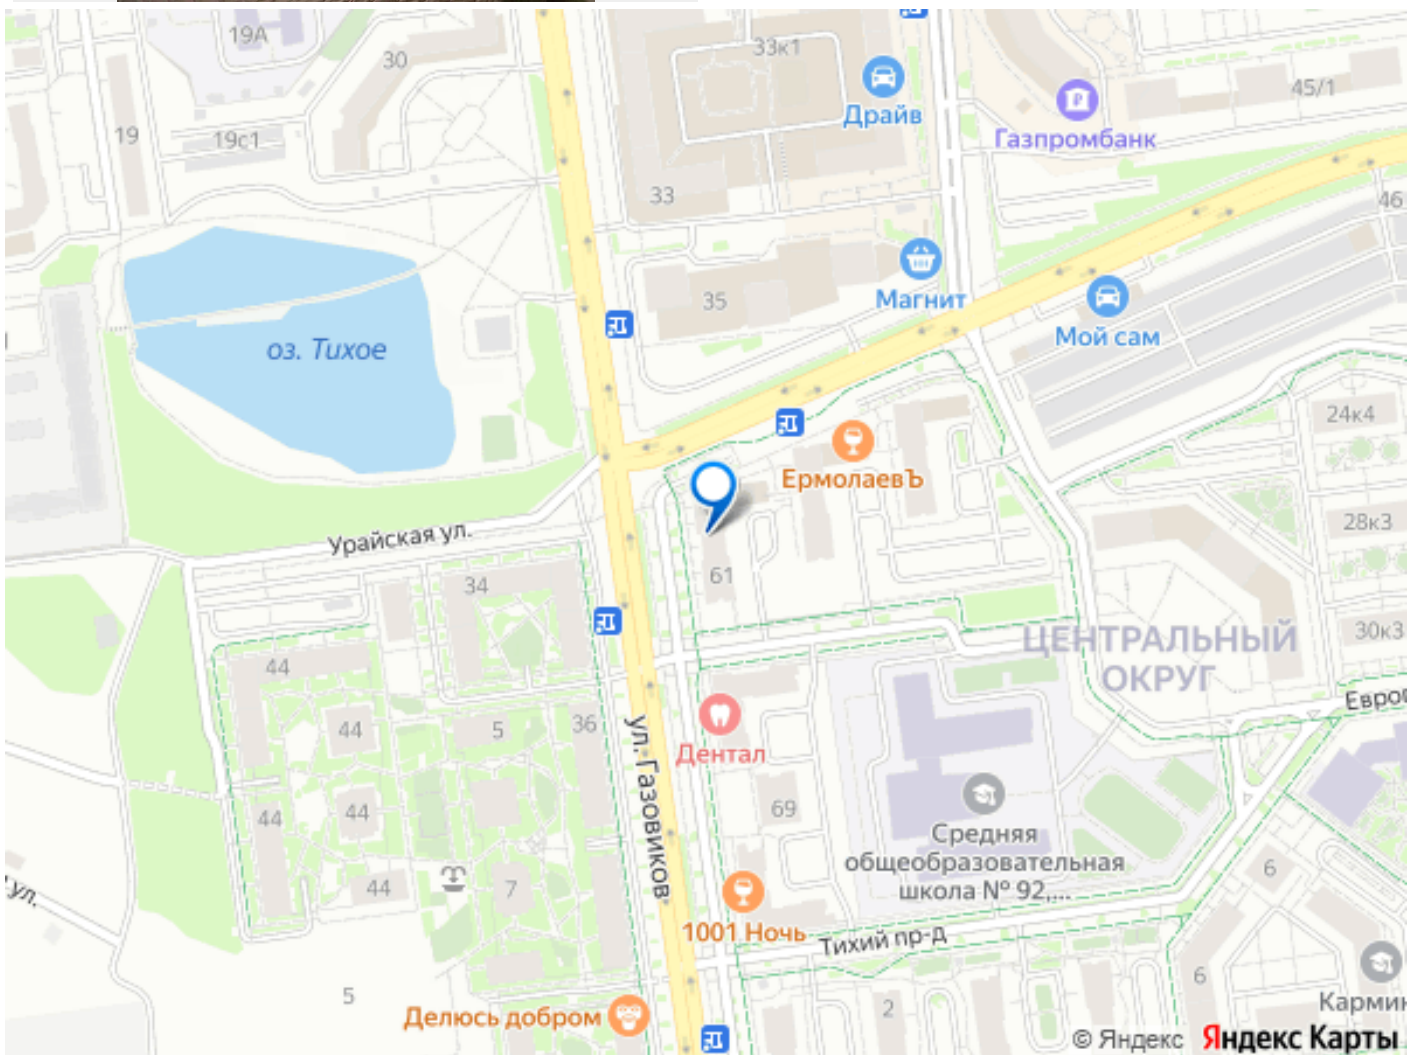 19А
30
33к1
Драйв
45/1
Газпромбанк
19
19с1
33
46
Магнит
35
Мой сам
оз. Тихое
24к4
ЕрмолаевЪ
Урайская ул.
28к3
61
34
ЦЕНТРАЛЬНЫЙ
ОКРУГ
30к3
44
Европ
44
5
36
ул. Газовиков
Дентал
44
44
69
Средняя
общеобразовательная
школа № 92,...
44
7
6
ул.
1001 Ночь
Тихий пр-д
5
6
2
Делюсь добром
Кармин
© Яндекс Яндекс Карты